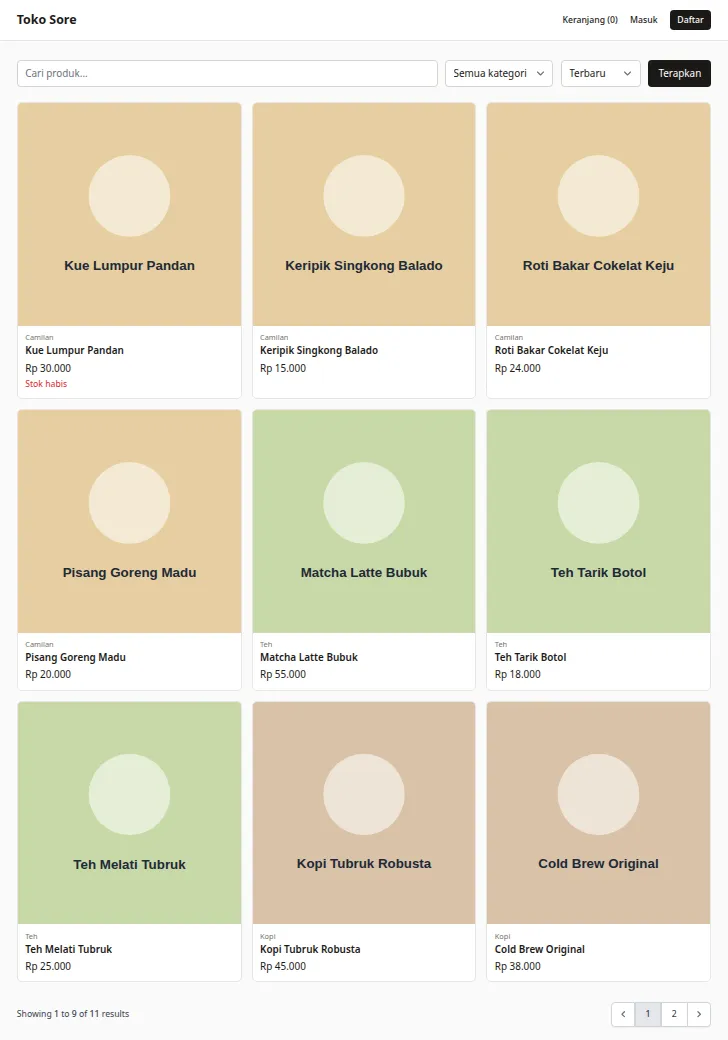 Toko Sore
Keranjang (0) Masuk Daftar
Cari produk... Semua kategori Terbaru Terapkan
Kue Lumpur Pandan
Camilan
Kue Lumpur Pandan
Rp 30.000
Stok habis
Keripik Singkong Balado
Camilan
Keripik Singkong Balado
Rp 15.000
Roti Bakar Cokelat Keju
Camilan
Roti Bakar Cokelat Keju
Rp 24.000
Pisang Goreng Madu
Camilan
Pisang Goreng Madu
Rp 20.000
Matcha Latte Bubuk
Teh
Matcha Latte Bubuk
Rp 55.000
Teh Tarik Botol
Teh
Teh Tarik Botol
Rp 18.000
Teh Melati Tubruk
Teh
Teh Melati Tubruk
Rp 25.000
Kopi Tubruk Robusta
Kopi
Kopi Tubruk Robusta
Rp 45.000
Cold Brew Original
Kopi
Cold Brew Original
Rp 38.000
Showing 1 to 9 of 11 results
1 2